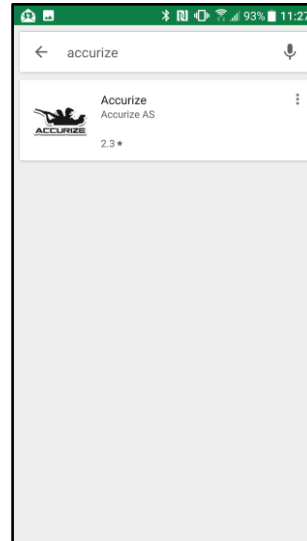 93% 11:27
accurize
Accurize
Accurize AS
ACCURIZE
2.3★